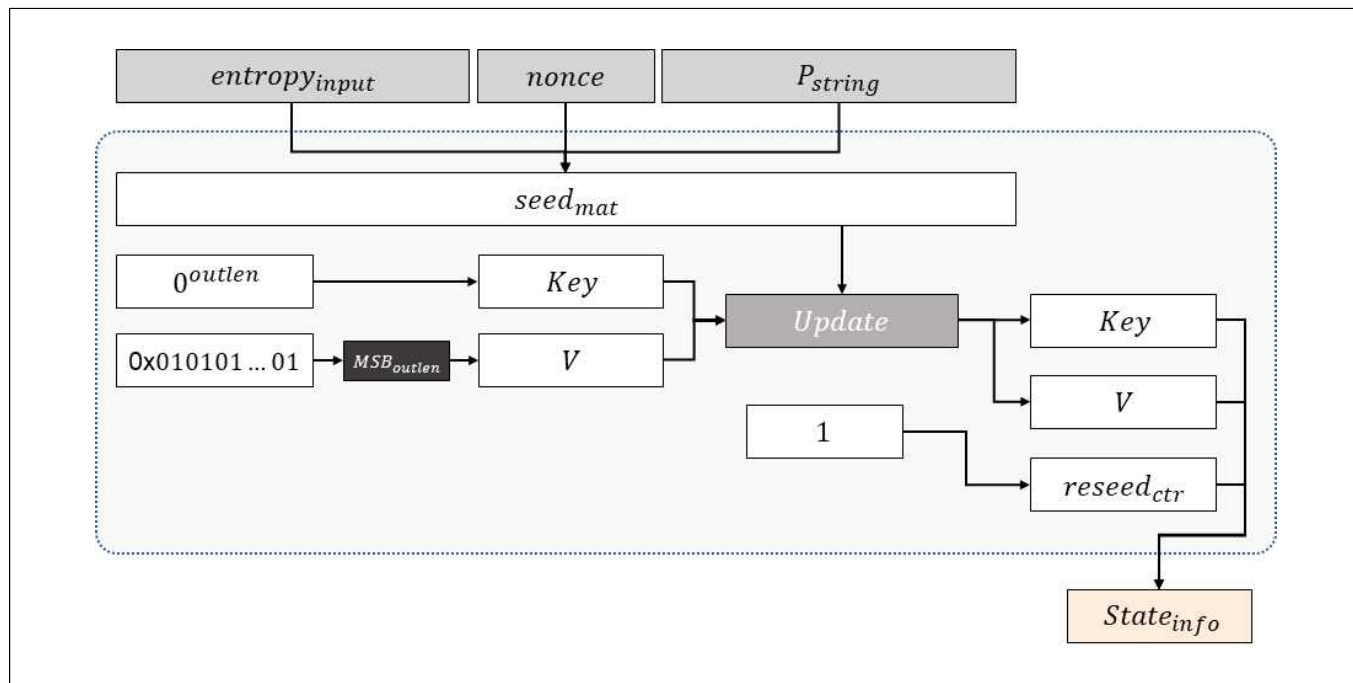 entropy_input nonce P_string
seed_mat
0^outlen Key Update Key
0x010101 ... 01 MSB_outlen V V
1
reseed_ctr
State_info